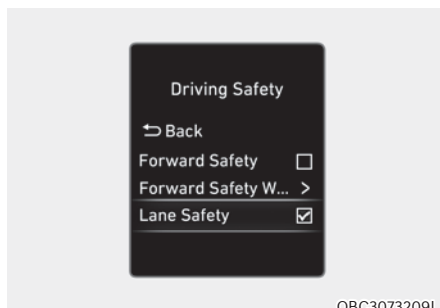 Driving Safety
Back
Forward Safety
Forward Safety W... >
Lane Safety
OBC3073209L